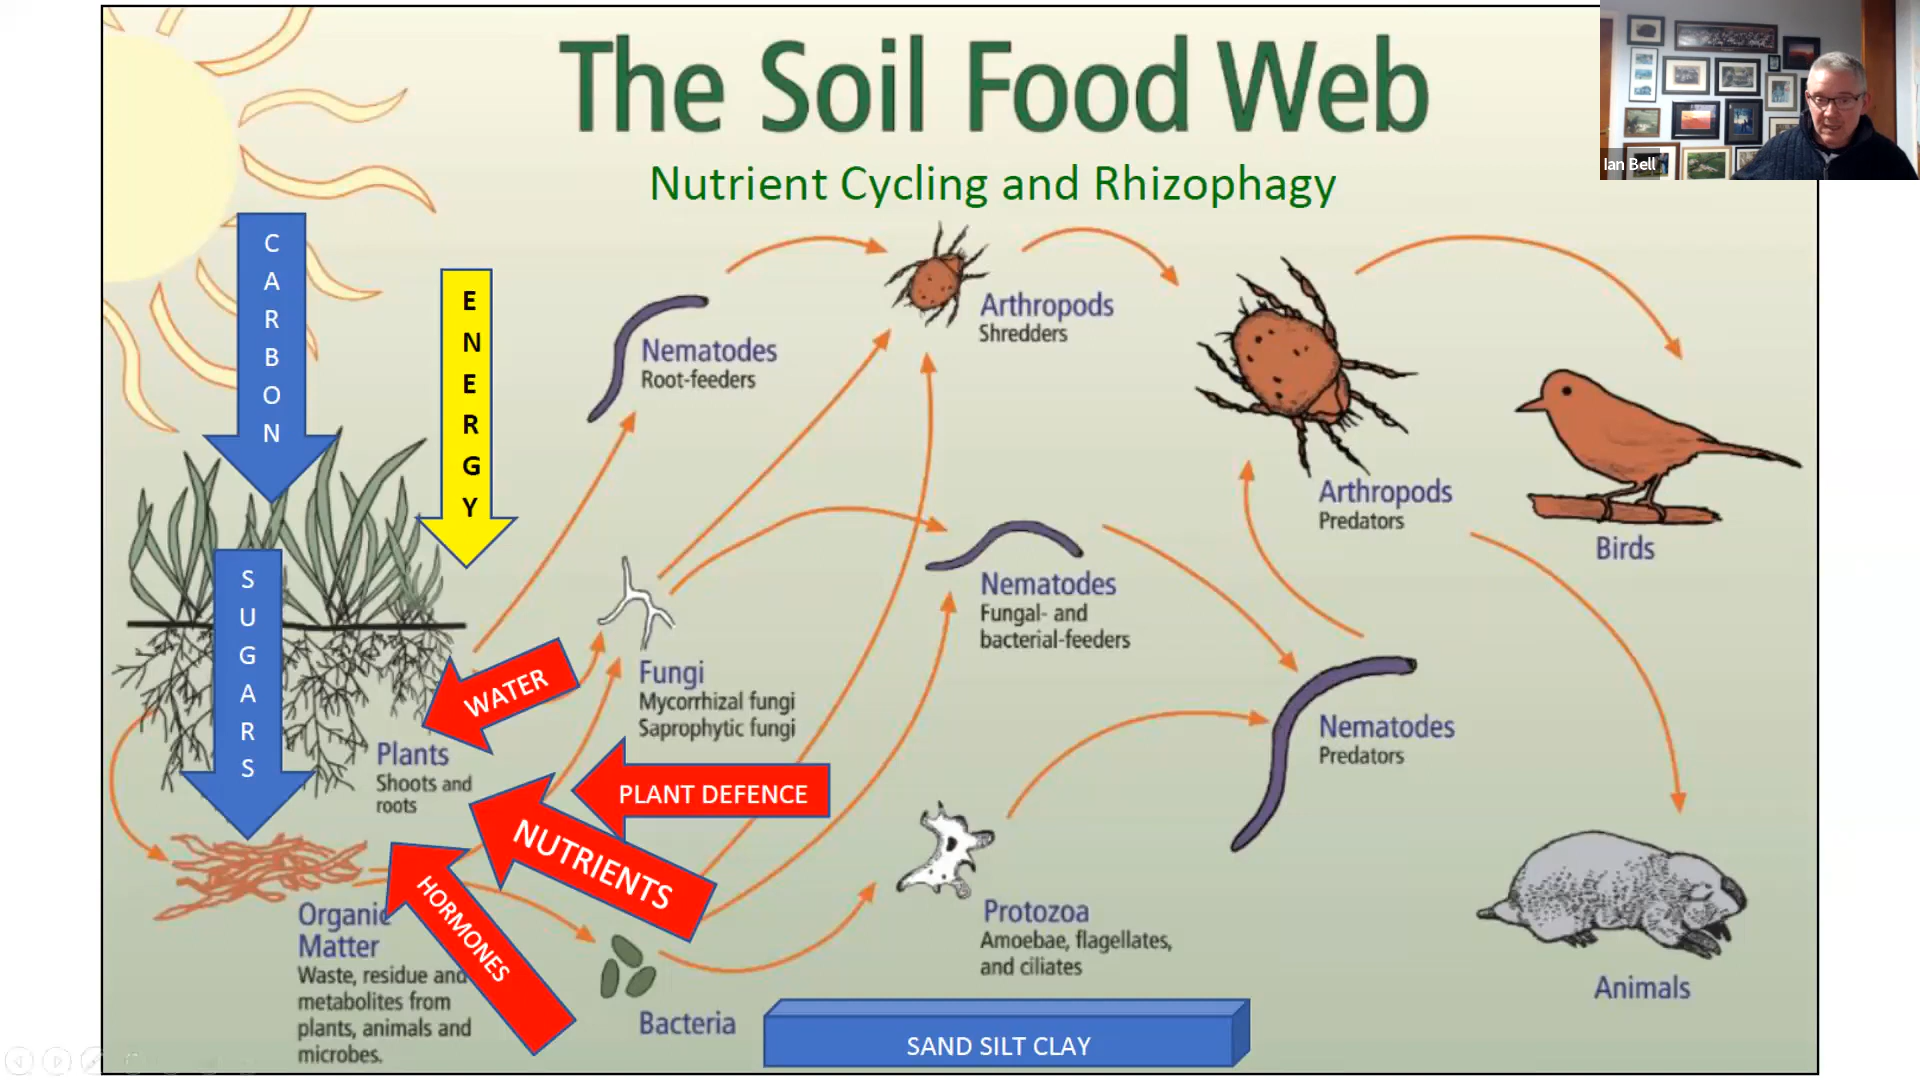 The Soil Food Web
Nutrient Cycling and Rhizophagy
Ian Bell
CARBON
ENERGY
SUGARS
Arthropods
Shredders
Nematodes
Root-feeders
Arthropods
Predators
Birds
Nematodes
Fungal- and
bacterial-feeders
Fungi
Mycorrhizal fungi
Saprophytic fungi
WATER
Nematodes
Predators
Plants
Shoots and
roots
PLANT DEFENCE
NUTRIENTS
HORMONES
Organic
Matter
Waste, residue and
metabolites from
plants, animals and
microbes.
Protozoa
Amoebae, flagellates,
and ciliates
Animals
Bacteria
SAND SILT CLAY